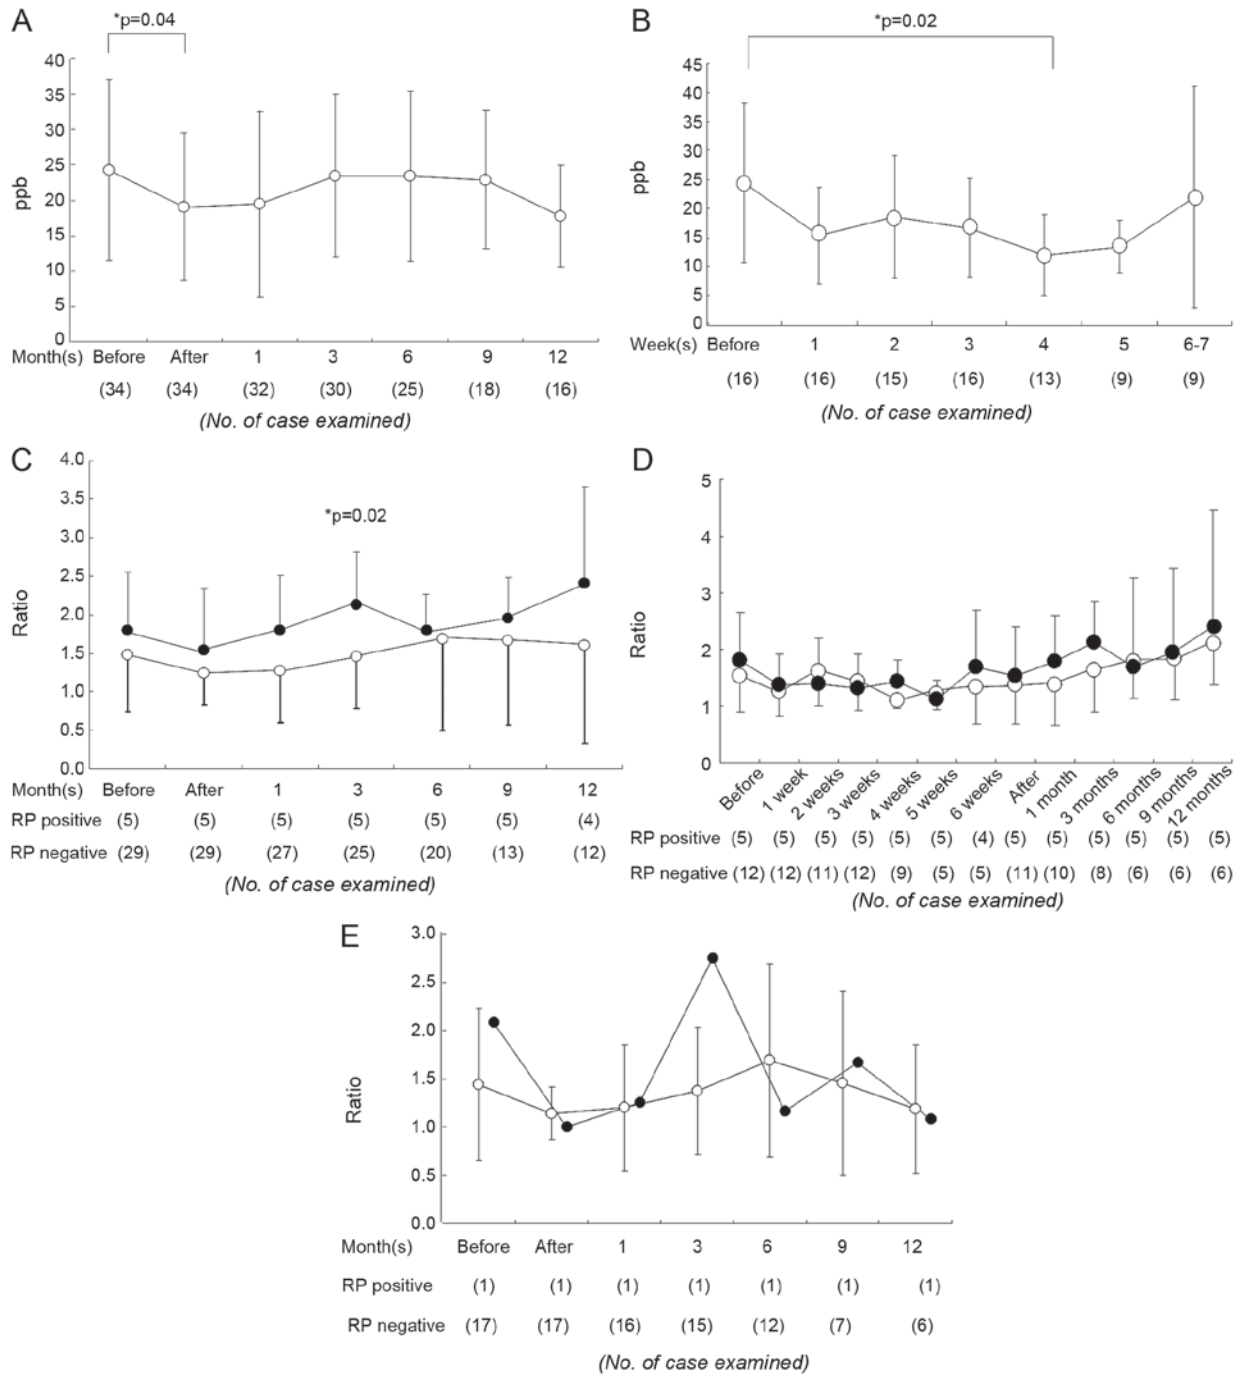 A
*p=0.04
40
35
30
25
20
15
10
5
0
ppb
Month(s) Before After 1 3 6 9 12
(34) (34) (32) (30) (25) (18) (16)
(No. of case examined)
B
*p=0.02
45
40
35
30
25
20
15
10
5
0
ppb
Week(s) Before 1 2 3 4 5 6-7
(16) (16) (15) (16) (13) (9) (9)
(No. of case examined)
C
4.0
3.5
3.0
2.5
2.0
1.5
1.0
0.5
0.0
Ratio
*p=0.02
Month(s) Before After 1 3 6 9 12
RP positive (5) (5) (5) (5) (5) (5) (4)
RP negative (29) (29) (27) (25) (20) (13) (12)
(No. of case examined)
D
5
4
3
2
1
0
Ratio
Before 1 week 2 weeks 3 weeks 4 weeks 5 weeks 6 weeks After 1 month 3 months 6 months 9 months 12 months
RP positive (5) (5) (5) (5) (5) (5) (4) (5) (5) (5) (5) (5) (5)
RP negative (12) (12) (11) (12) (9) (5) (5) (11) (10) (8) (6) (6) (6)
(No. of case examined)
E
3.0
2.5
2.0
1.5
1.0
0.5
0.0
Ratio
Month(s) Before After 1 3 6 9 12
RP positive (1) (1) (1) (1) (1) (1) (1)
RP negative (17) (17) (16) (15) (12) (7) (6)
(No. of case examined)